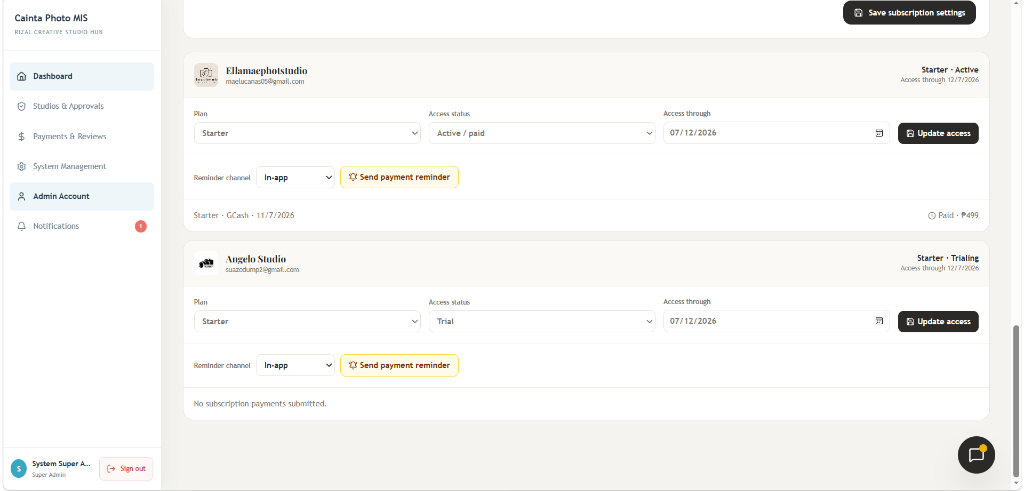 Cainta Photo MIS
RIZAL CREATIVE STUDIO HUB
Dashboard
Studios & Approvals
Payments & Reviews
System Management
Admin Account
Notifications
System Super A...
Super Admin
Sign out
Save subscription settings
Ellamaephotstudio
maelucanas05@gmail.com
Starter · Active
Access through 12/7/2026
Plan
Access status
Access through
Starter
Active / paid
07/12/2026
Update access
Reminder channel
In-app
Send payment reminder
Starter · GCash · 11/7/2026
Paid · ₱499
Angelo Studio
suazodump2@gmail.com
Starter · Trialing
Access through 12/7/2026
Plan
Access status
Access through
Starter
Trial
07/12/2026
Update access
Reminder channel
In-app
Send payment reminder
No subscription payments submitted.
S